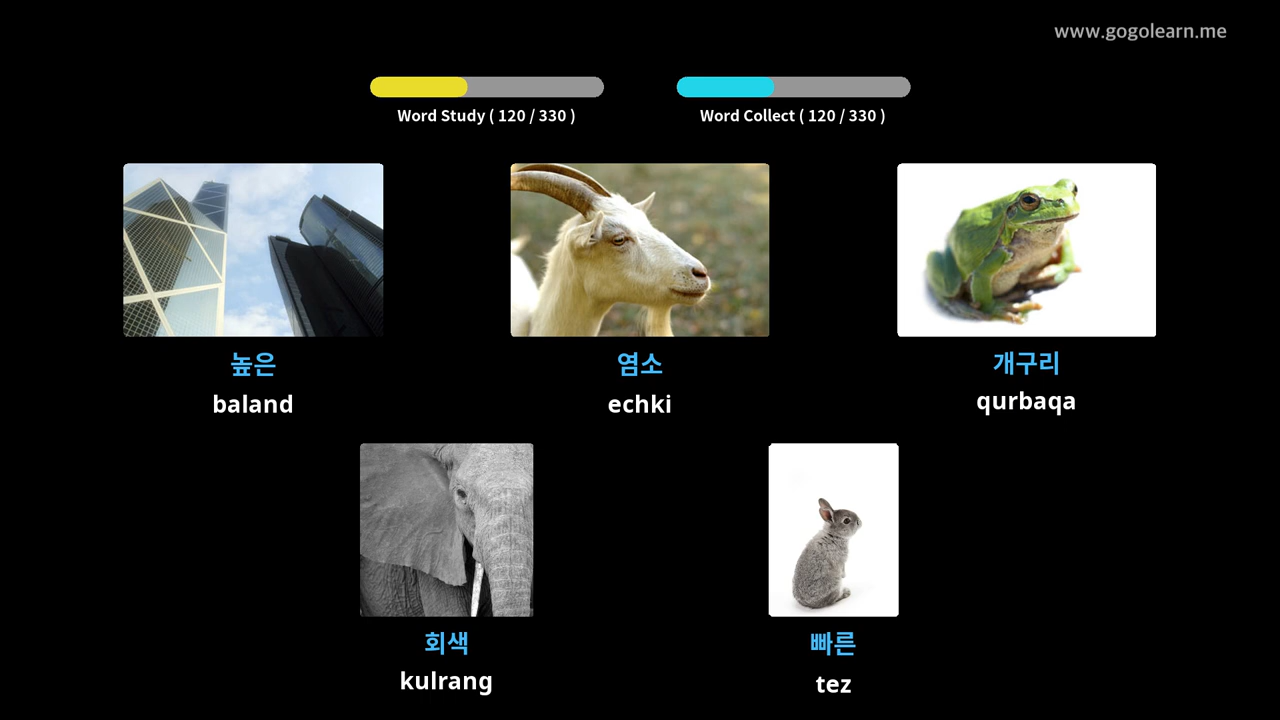 www.gogolearn.me
Word Study ( 120 / 330 )
Word Collect ( 120 / 330 )
높은
baland
염소
echki
개구리
qurbaqa
회색
kulrang
빠른
tez